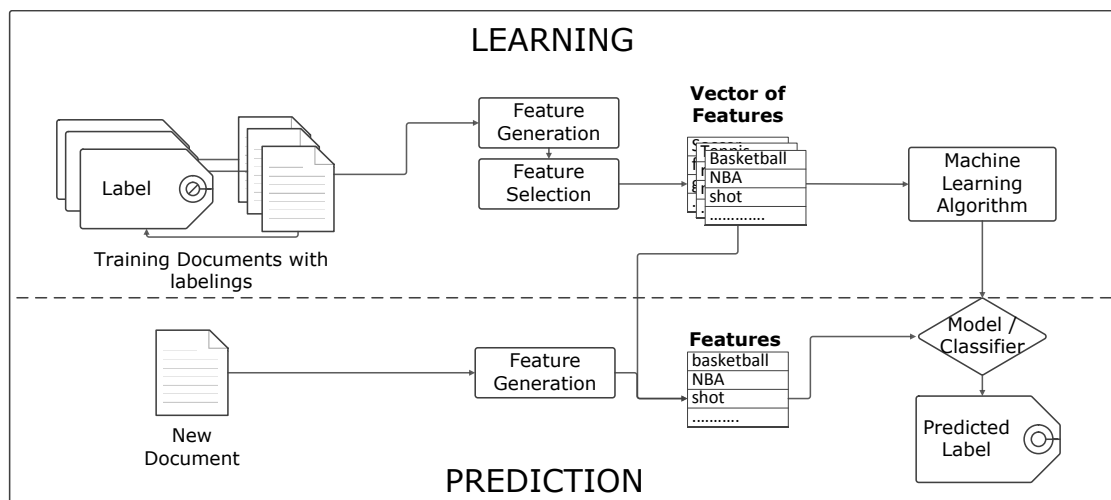 LEARNING
Vector of
Features
Feature
Generation
Feature
Selection
Label
Tennis
Basketball
NBA
shot
………….
Machine
Learning
Algorithm
Training Documents with
labelings
Model /
Classifier
Features
basketball
NBA
shot
………..
Feature
Generation
New
Document
Predicted
Label
PREDICTION